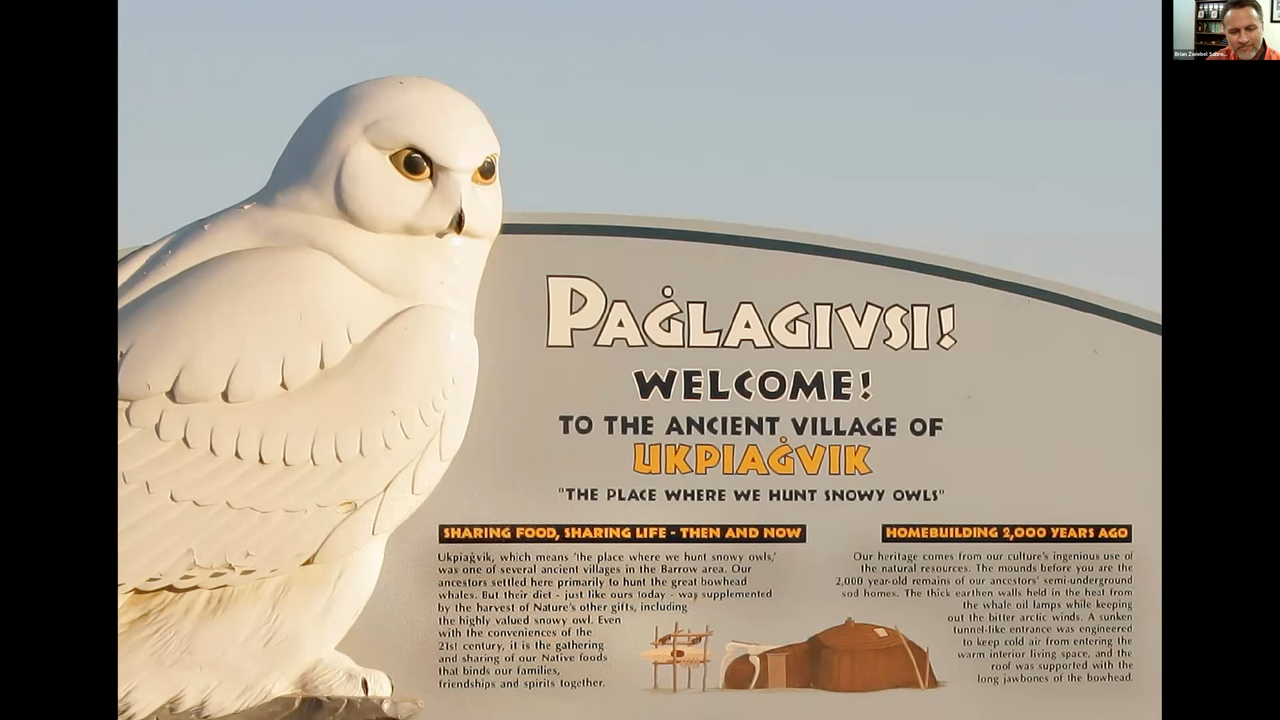 PAĠLAGIVSI!
WELCOME!
TO THE ANCIENT VILLAGE OF
UKPIAĠVIK
"THE PLACE WHERE WE HUNT SNOWY OWLS"
SHARING FOOD, SHARING LIFE - THEN AND NOW
Ukpiaġvik, which means 'the place where we hunt snowy owls,'
was one of several ancient villages in the Barrow area. Our
ancestors settled here primarily to hunt the great bowhead
whales. But their diet - just like ours today - was supplemented
by the harvest of Nature's other gifts, including
the highly valued snowy owl. Even
with the conveniences of the
21st century, it is the gathering
and sharing of our Native foods
that binds our families,
friendships and spirits together.
HOMEBUILDING 2,000 YEARS AGO
Our heritage comes from our culture's ingenious use of
the natural resources. The mounds before you are the
2,000 year-old remains of our ancestors' semi-underground
sod homes. The thick earthen walls held in the heat from
the whale oil lamps while keeping
out the bitter arctic winds. A sunken
tunnel-like entrance was engineered
to keep cold air from entering the
warm interior living space, and the
roof was supported with the
long jawbones of the bowhead.
Brian Zwiebel